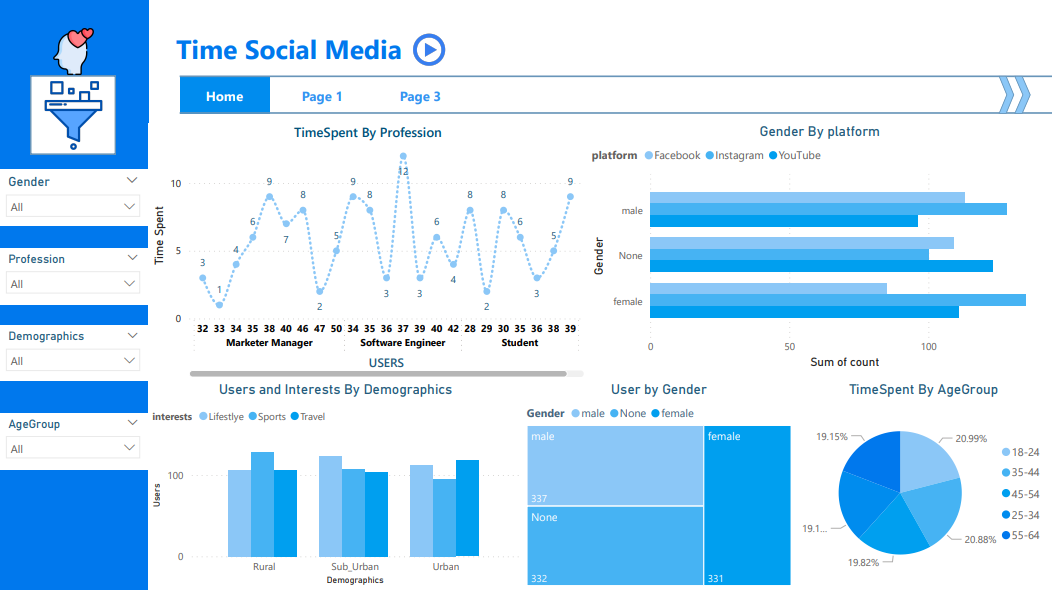 Time Social Media
Home Page 1 Page 3
Gender
All
Profession
All
Demographics
All
AgeGroup
All
TimeSpent By Profession
Time Spent
10
5
0
3 1 4 6 9 7 8 2 5 9 8 3 12 3 6 4 8 2 8 6 3 5 9
32 33 34 35 38 40 46 47 50 34 35 36 37 39 40 42 28 29 30 35 36 38 39
Marketer Manager Software Engineer Student
USERS
Gender By platform
platform Facebook Instagram YouTube
Gender
male
None
female
0 50 100
Sum of count
Users and Interests By Demographics
interests Lifestlye Sports Travel
Users
100
0
Rural Sub_Urban Urban
Demographics
User by Gender
Gender male None female
male
337
None
332
female
331
TimeSpent By AgeGroup
19.15% 20.99%
19.1... 20.88%
19.82%
18-24
35-44
45-54
25-34
55-64